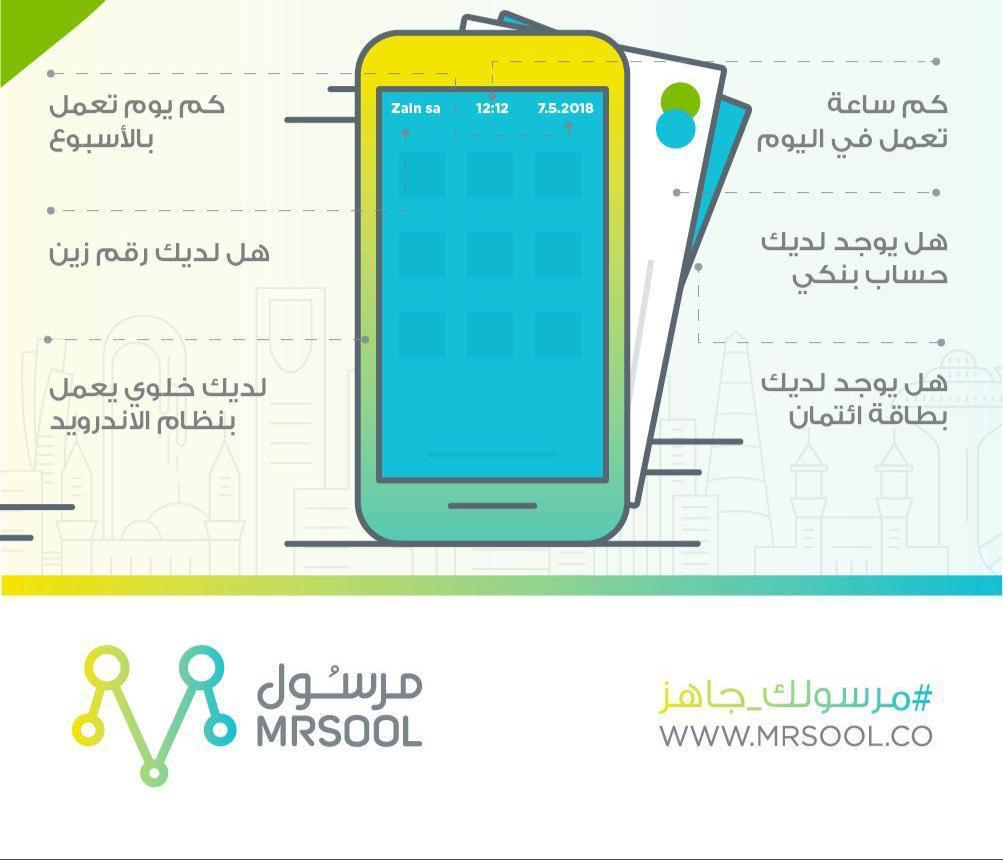 Zain sa 12:12 7.5.2018
كم ساعة
تعمل في اليوم
كم يوم تعمل
بالأسبوع
هل يوجد لديك
حساب بنكي
هل لديك رقم زين
هل يوجد لديك
بطاقة ائتمان
لديك خلوي يعمل
بنظام الاندرويد
#مرسولك_جاهز
WWW.MRSOOL.CO
مرسُول
MRSOOL